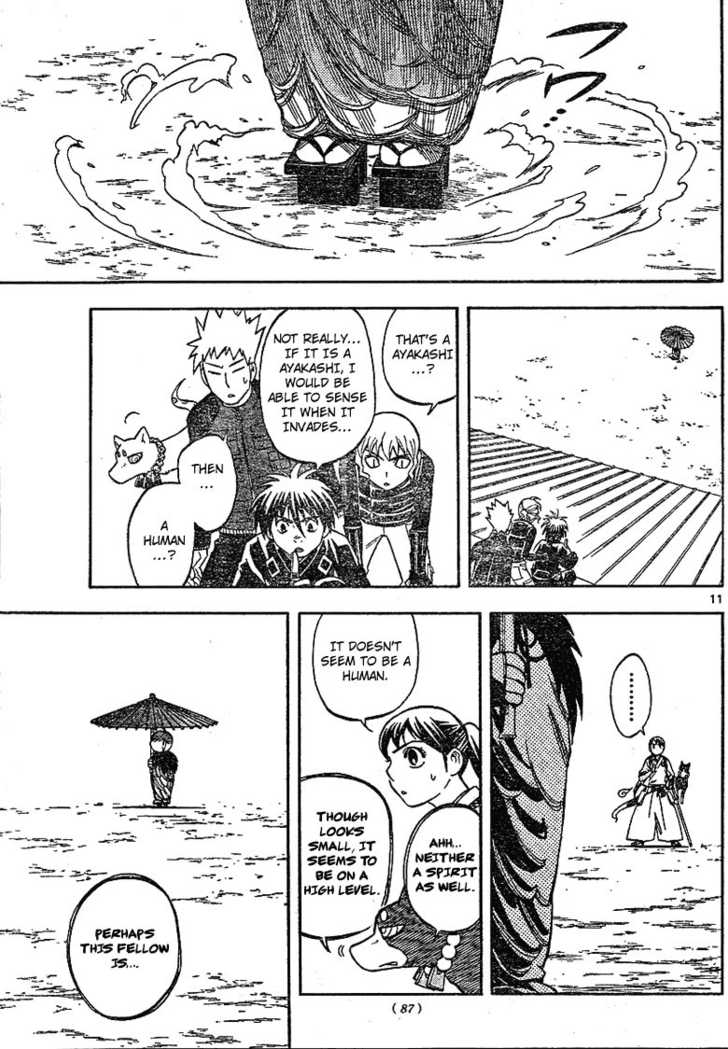 フ
ワ
...
THAT'S A
AYAKASHI
...?
NOT REALLY...
IF IT IS A
AYAKASHI, I
WOULD BE
ABLE TO SENSE
IT WHEN IT
INVADES...
THEN
...
A
HUMAN
...?
11
........
IT DOESN'T
SEEM TO BE A
HUMAN.
AHH...
NEITHER
A SPIRIT
AS WELL.
THOUGH
LOOKS
SMALL, IT
SEEMS TO
BE ON A
HIGH LEVEL.
PERHAPS
THIS FELLOW
IS...
(87)